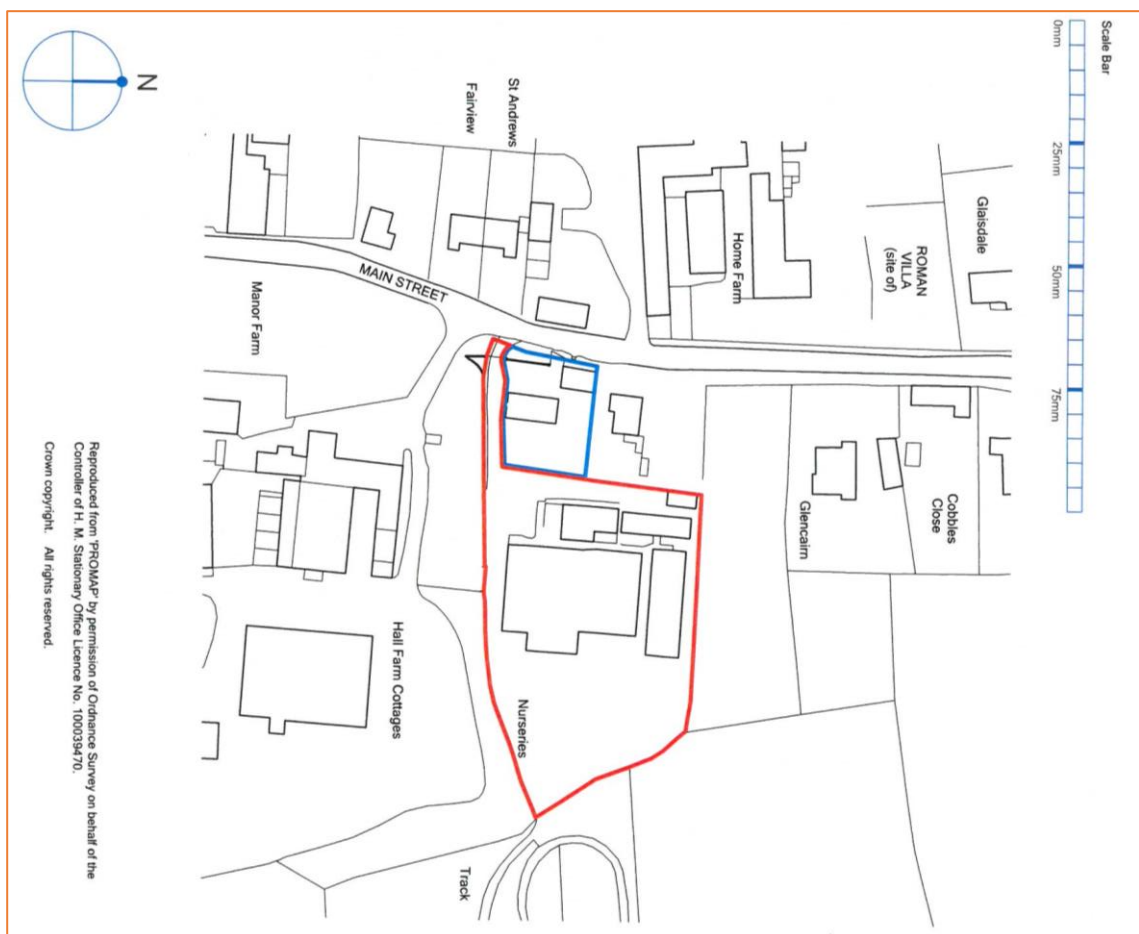 Scale Bar
0mm
25mm
50mm
75mm
N
St Andrews
Fairview
MAIN STREET
Manor Farm
Home Farm
ROMAN
VILLA
(site of)
Glaisdale
Glencairn
Cobbles
Close
Hall Farm Cottages
Nurseries
Track
Reproduced from 'PROMAP' by permission of Ordnance Survey on behalf of the
Controller of H. M. Stationary Office Licence No. 100039470.
Crown copyright.   All rights reserved.